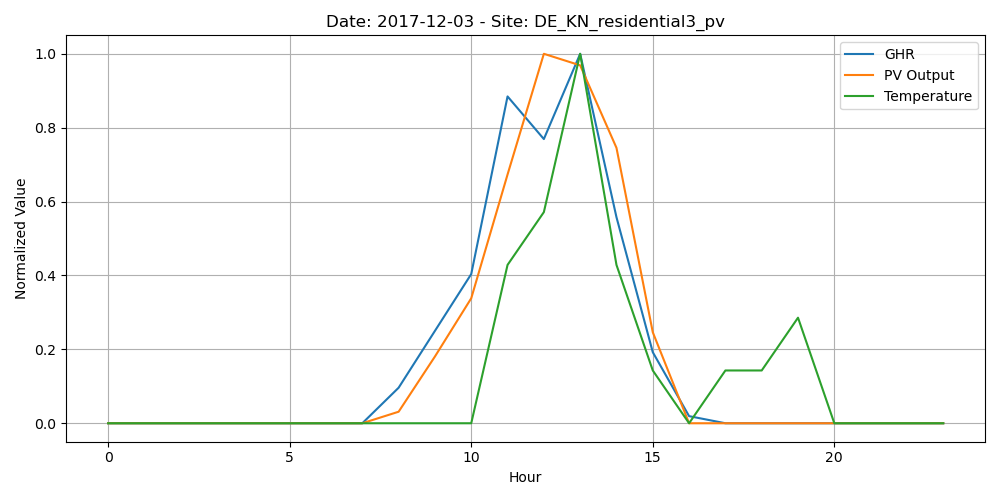 Date: 2017-12-03 - Site: DE_KN_residential3_pv
GHR
PV Output
Temperature
Normalized Value
1.0
0.8
0.6
0.4
0.2
0.0
0 5 10 15 20
Hour